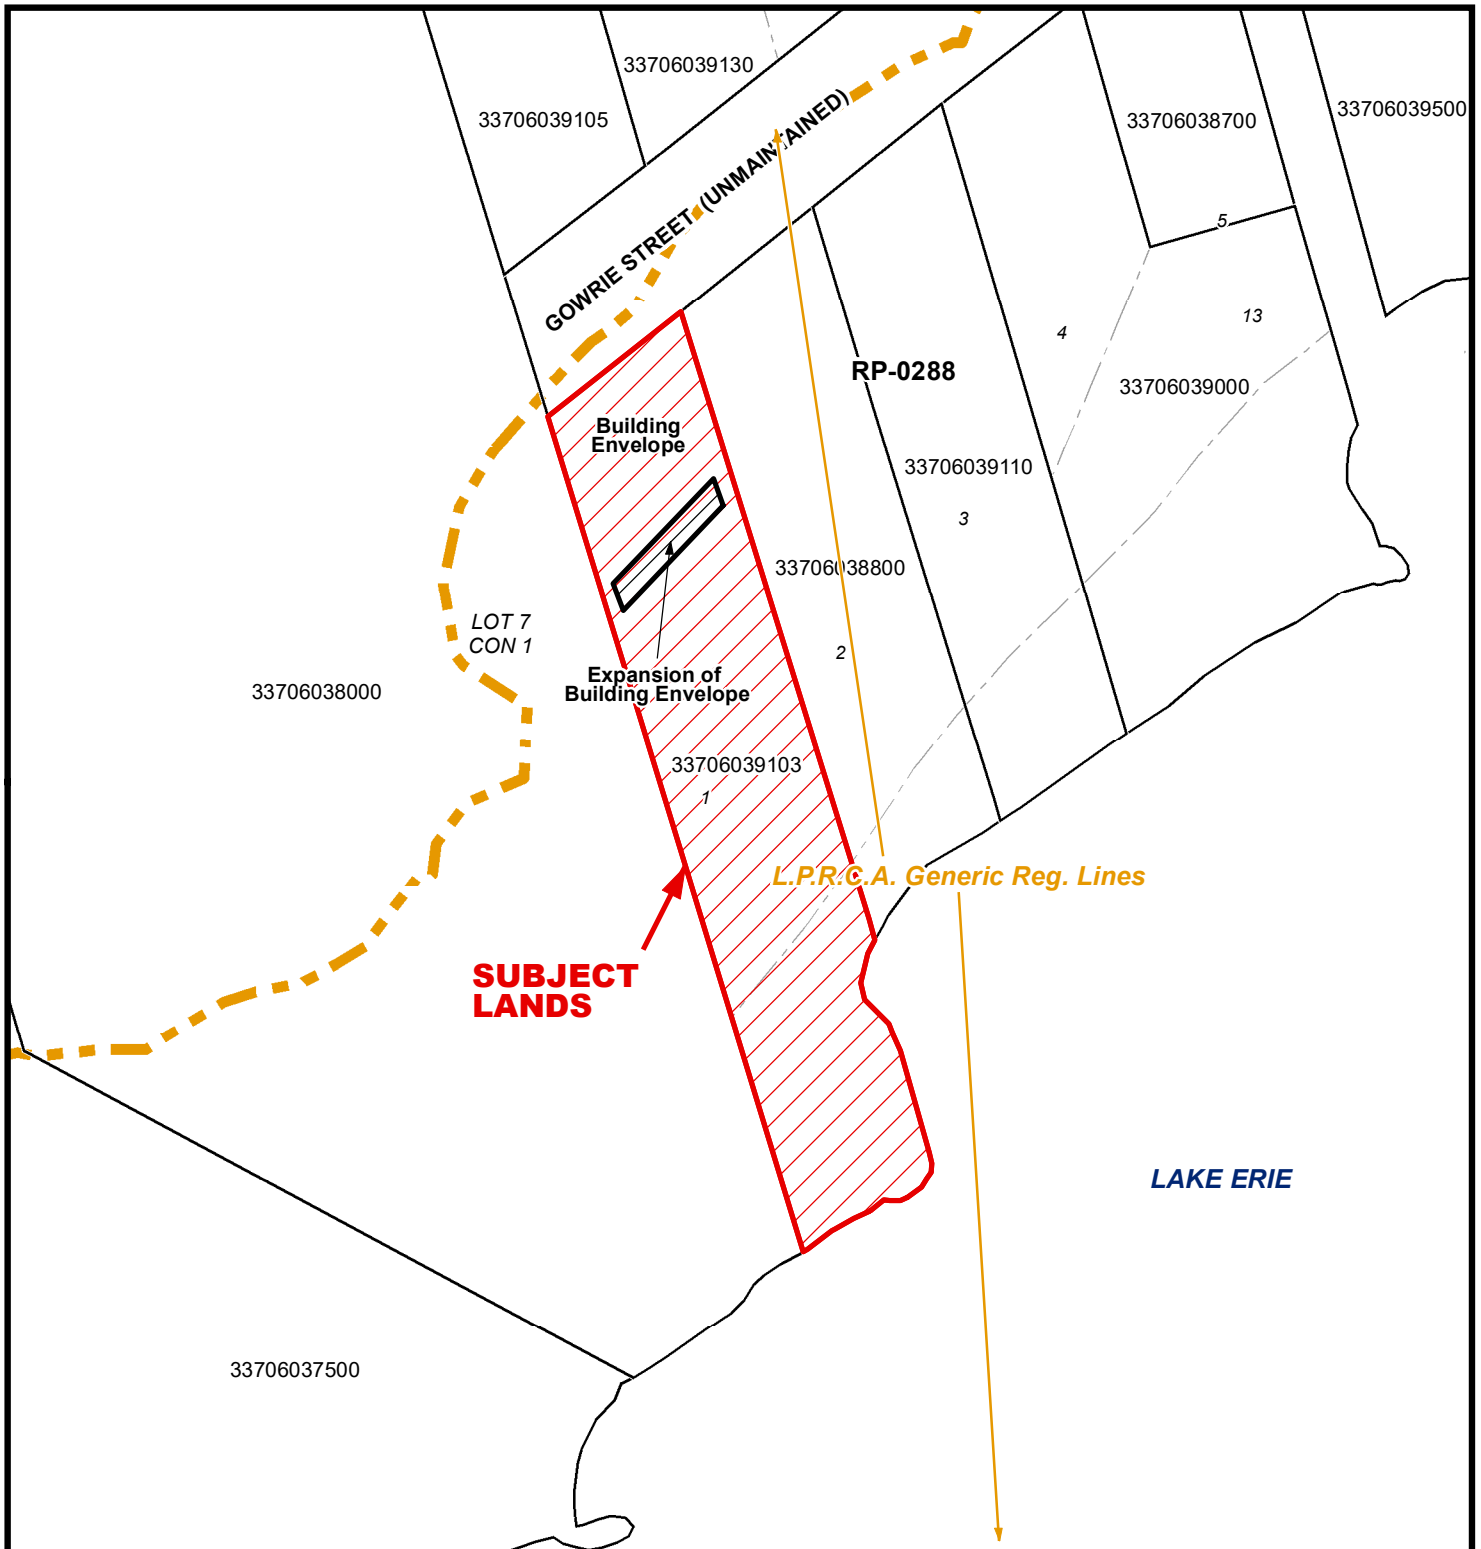 33706039130
33706039105
33706038700
33706039500
GOWRIE STREET (UNMAINTAINED)
5
4
13
RP-0288
33706039000
Building
Envelope
33706039110
3
33706038800
LOT 7
CON 1
2
Expansion of
Building Envelope
33706038000
33706039103
1
L.P.R.C.A. Generic Reg. Lines
SUBJECT
LANDS
LAKE ERIE
33706037500